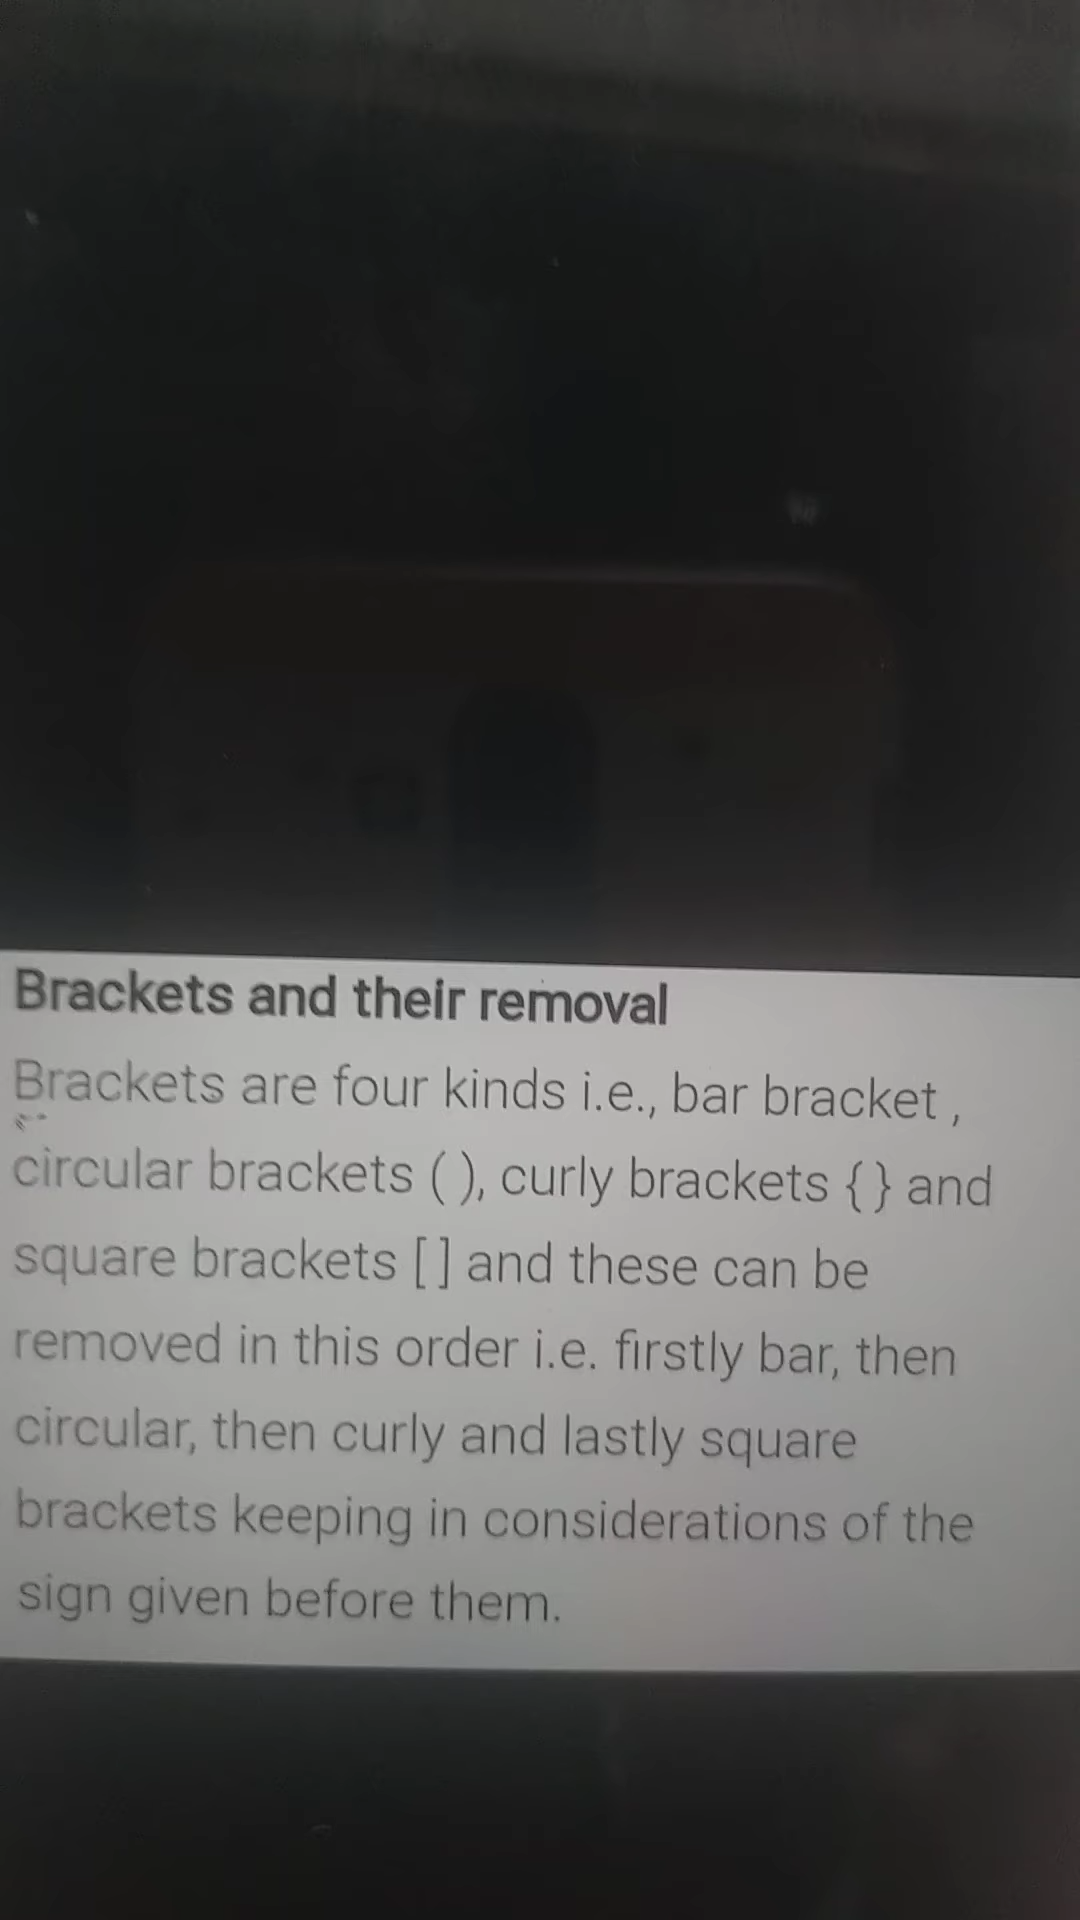 Brackets and their removal
Brackets are four kinds i.e., bar bracket ,
circular brackets ( ), curly brackets { } and
square brackets [ ] and these can be
removed in this order i.e. firstly bar, then
circular, then curly and lastly square
brackets keeping in considerations of the
sign given before them.